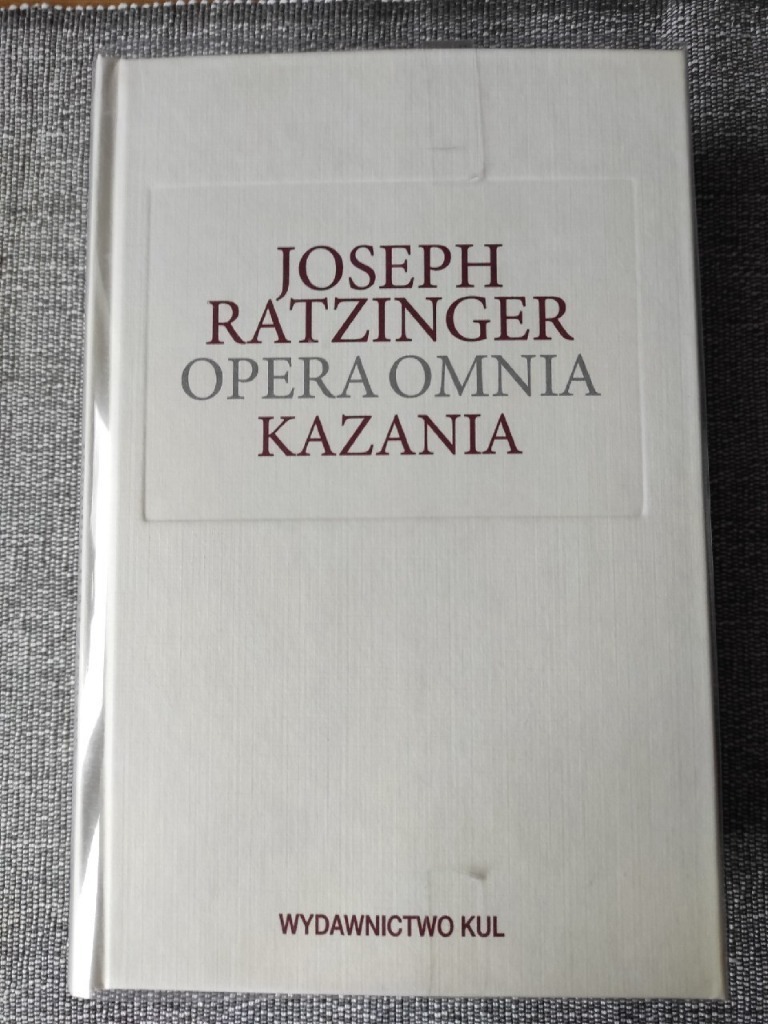 JOSEPH
RATZINGER
OPERA OMNIA
KAZANIA
WYDAWNICTWO KUL